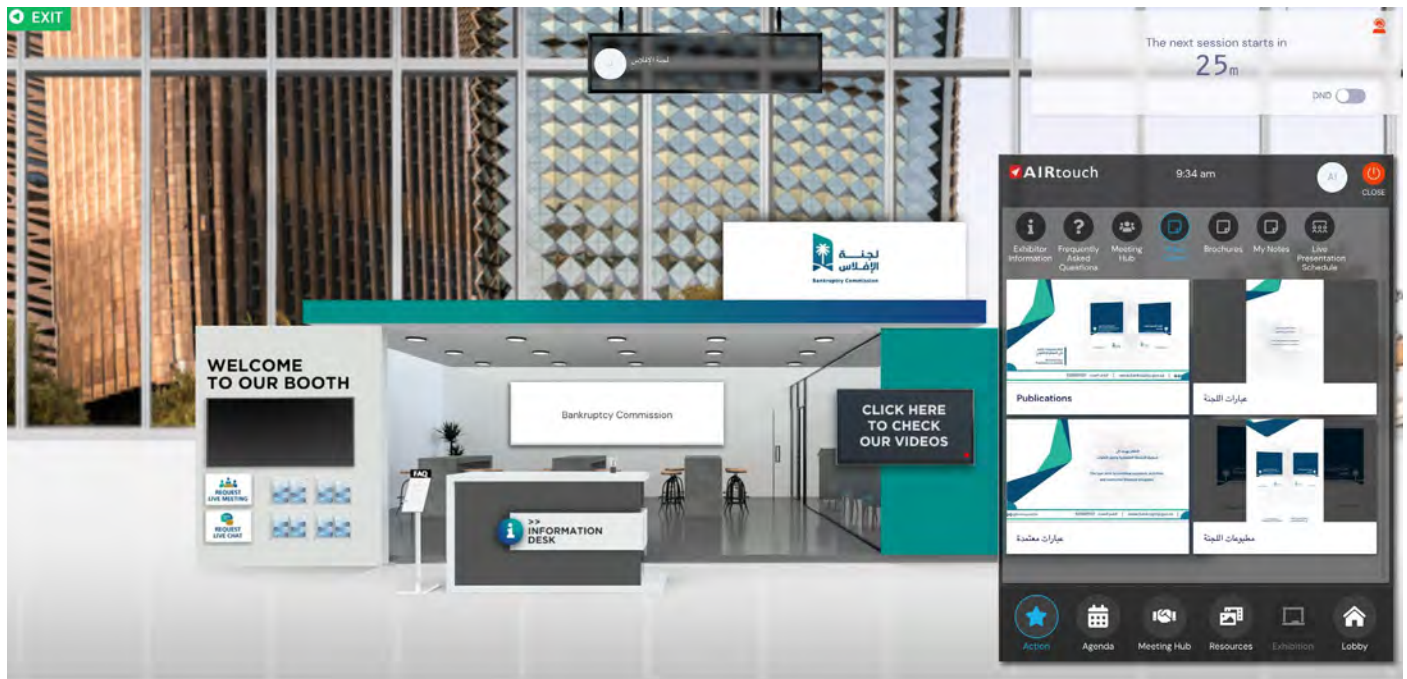 EXIT
لجنة الإفلاس
The next session starts in
25m
DND
AIRtouch
9:34 am
CLOSE
Exhibitor
Information
Frequently
Asked
Questions
Meeting
Hub
Brochures
My Notes
Live
Presentation
Schedule
Publications
عبارات اللجنة
عبارات معتمدة
مطبوعات اللجنة
Action
Agenda
Meeting Hub
Resources
Exhibition
Lobby
لجنــــة
الإفــلاس
Bankruptcy Commission
WELCOME
TO OUR BOOTH
REQUEST
LIVE MEETING
REQUEST
LIVE CHAT
Bankruptcy Commission
FAQ
>>
INFORMATION
DESK
CLICK HERE
TO CHECK
OUR VIDEOS